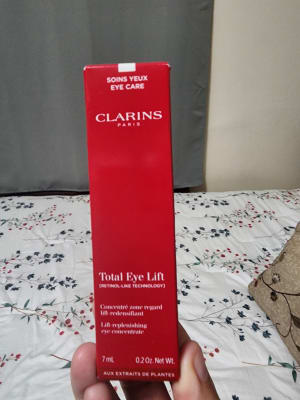 SOINS YEUX
EYE CARE
CLARINS
PARIS
Total Eye Lift
[RETINOL-LIKE TECHNOLOGY]
Concentré zone regard
lift-redensifiant
Lift-replenishing
eye concentrate
7 mL 0.2 Oz. Net Wt.
AUX EXTRAITS DE PLANTES